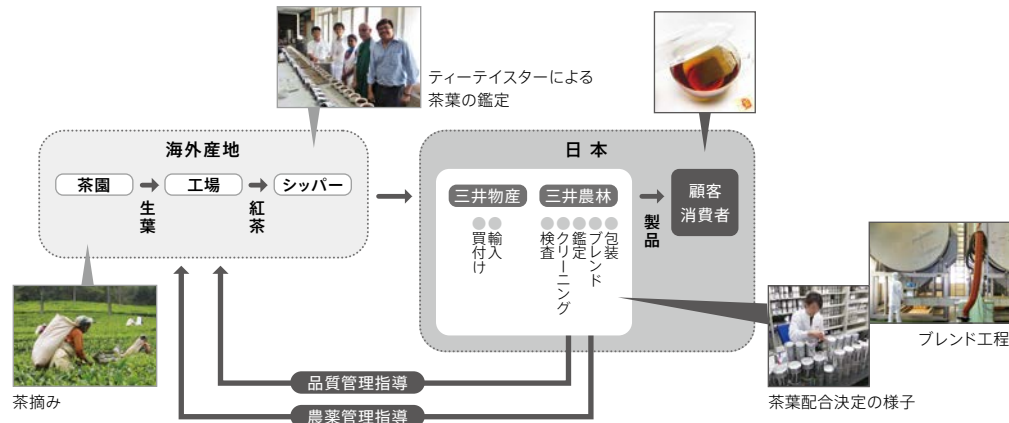 ティーテイスターによる
茶葉の鑑定
海外産地
茶園
工場
シッパー
生葉
紅茶
日本
三井物産
三井農林
買付け
輸入
検査
クリーニング
鑑定
ブレンド
包装
製品
顧客
消費者
茶摘み
品質管理指導
農薬管理指導
ブレンド工程
茶葉配合決定の様子